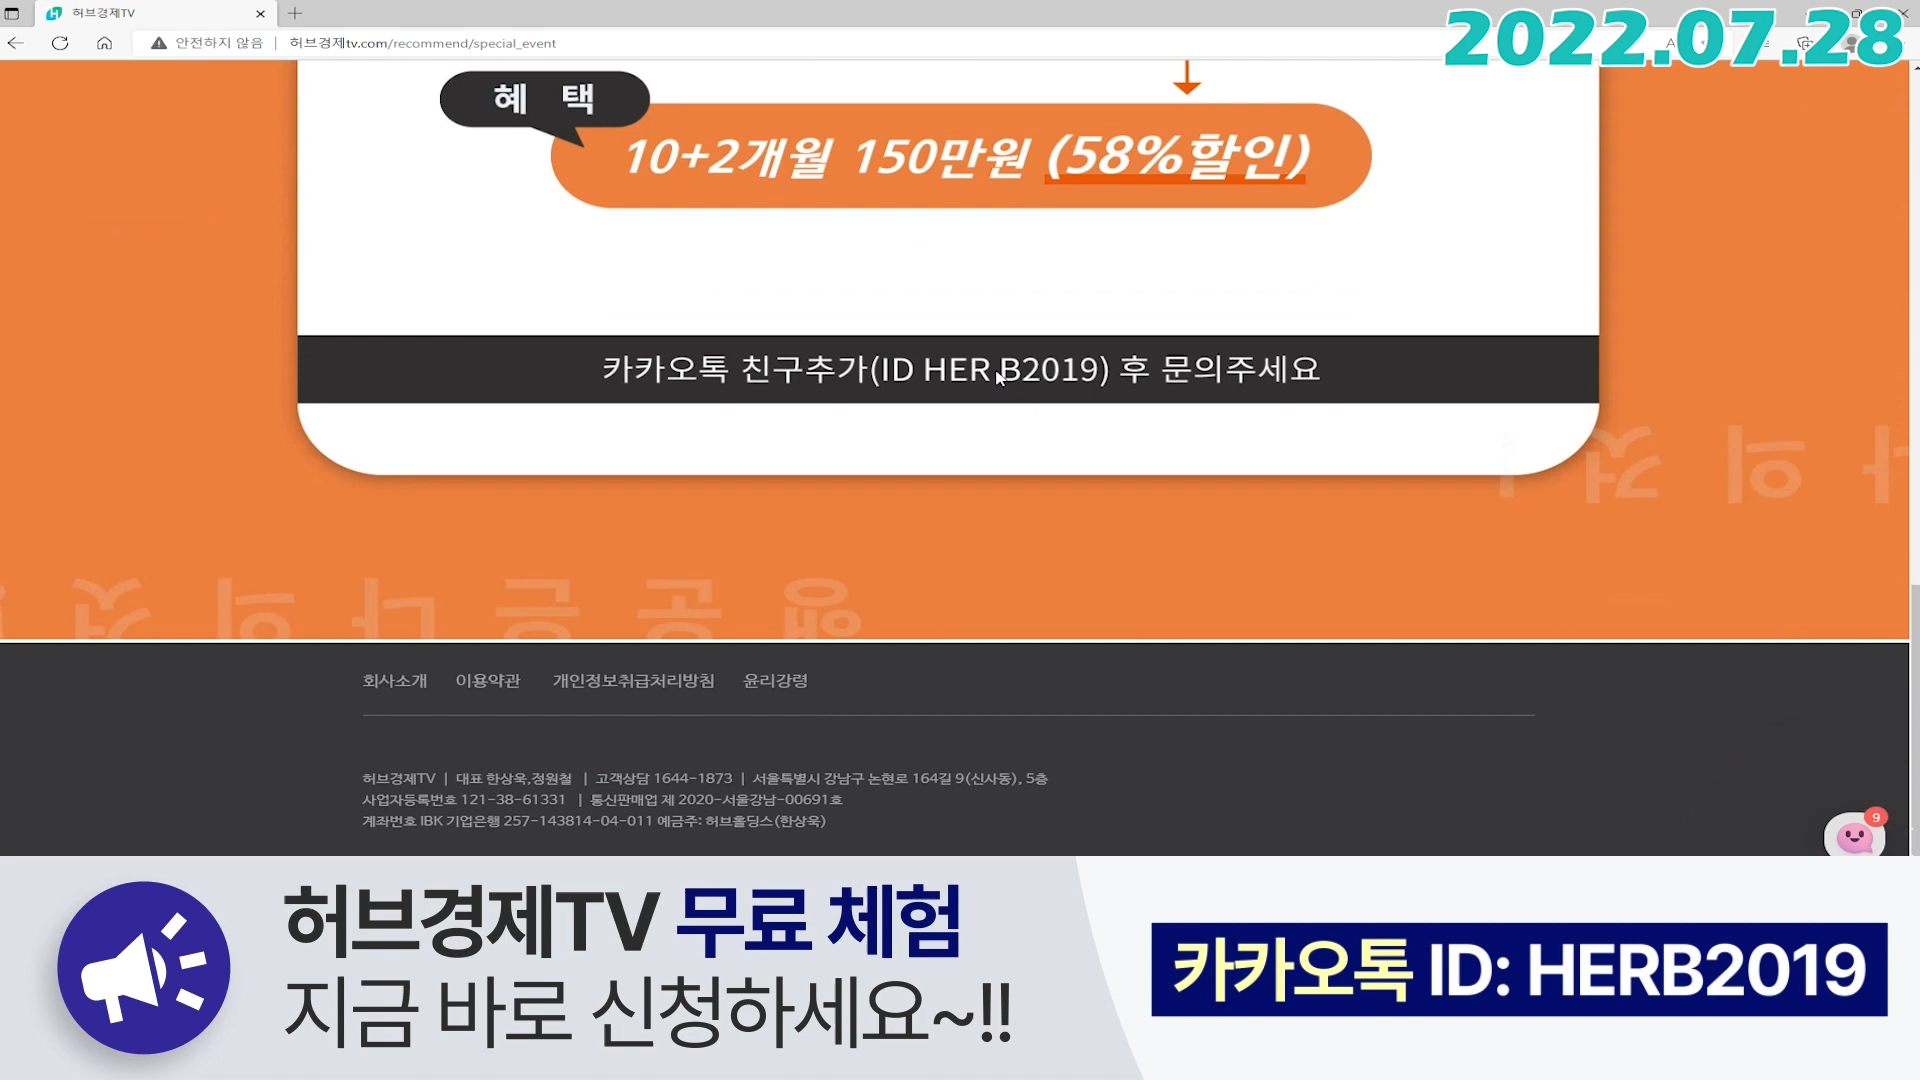 허브경제TV
2022.07.28
안전하지 않음 | 허브경제tv.com/recommend/special_event
혜 택
10+2개월 150만원 (58%할인)
카카오톡 친구추가(ID HER B2019) 후 문의주세요
회사소개 이용약관 개인정보취급처리방침 윤리강령
허브경제TV | 대표 한상욱,정원철 | 고객상담 1644-1873 | 서울특별시 강남구 논현로 164길 9(신사동), 5층
사업자등록번호 121-38-61331 | 통신판매업 제 2020-서울강남-00691호
계좌번호 IBK 기업은행 257-143814-04-011 예금주: 허브홀딩스(한상욱)
9
허브경제TV 무료 체험
지금 바로 신청하세요~!!
카카오톡 ID: HERB2019